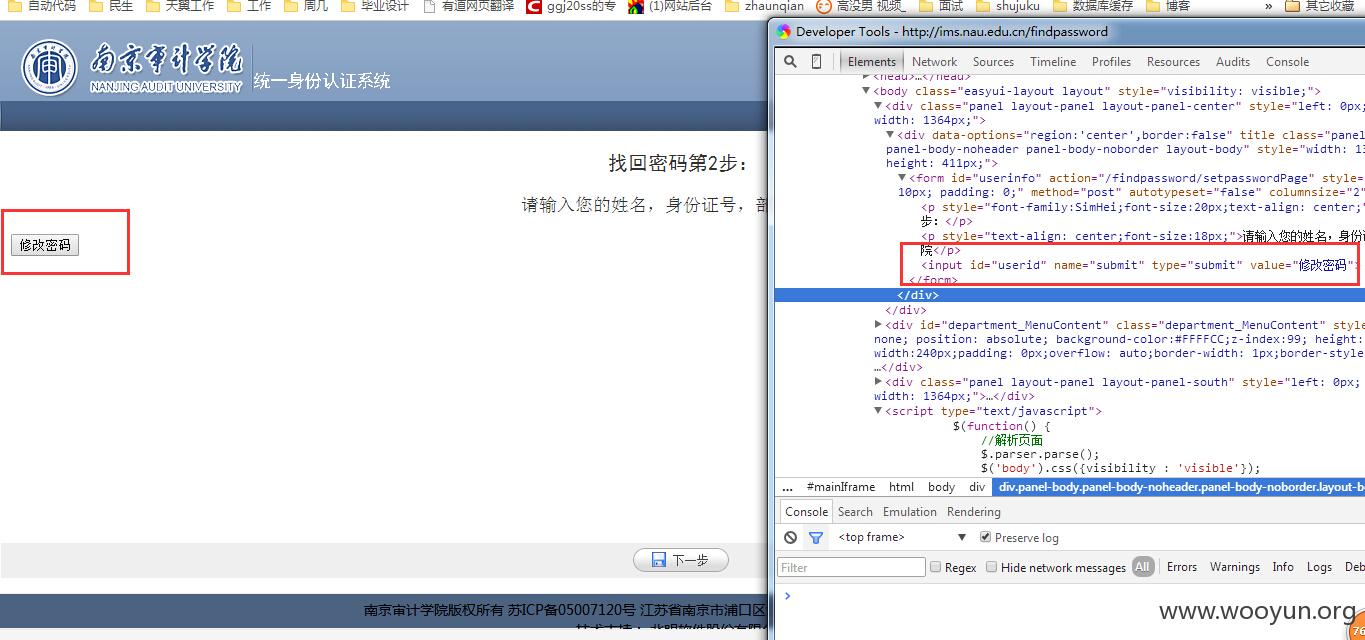 自动代码 民生 天翼工作 工作 周几 毕业设计 有道网页翻译 ggj20ss的专 (1)网站后台 zhaunqian 高没男 视频_ 面试 shujuku 数据库缓存 博客 » 其它收藏
南京审计学院
NANJING AUDIT UNIVERSITY
统一身份认证系统
找回密码第2步：
请输入您的姓名，身份证号，部
修改密码
下一步
南京审计学院版权所有 苏ICP备05007120号 江苏省南京市浦口区
Developer Tools - http://ims.nau.edu.cn/findpassword
Elements Network Sources Timeline Profiles Resources Audits Console
▶<head>…</head>
▼<body class="easyui-layout layout" style="visibility: visible;">
▼<div class="panel layout-panel layout-panel-center" style="left: 0px;
width: 1364px;">
▼<div data-options="region:'center',border:false" title class="panel
panel-body-noheader panel-body-noborder layout-body" style="width: 13
height: 411px;">
▼<form id="userinfo" action="/findpassword/setpasswordPage" style=
10px; padding: 0;" method="post" autotypeset="false" columnsize="2"
<p style="font-family:SimHei;font-size:20px;text-align: center;"
步：</p>
<p style="text-align: center;font-size:18px;">请输入您的姓名，身份证
院</p>
<input id="userid" name="submit" type="submit" value="修改密码">
</form>
</div>
</div>
▶<div id="department_MenuContent" class="department_MenuContent" style
none; position: absolute; background-color:#FFFFCC;z-index:99; height:
width:240px;padding: 0px;overflow: auto;border-width: 1px;border-style
…</div>
▶<div class="panel layout-panel layout-panel-south" style="left: 0px;
width: 1364px;">…</div>
▼<script type="text/javascript">
$(function() {
//解析页面
$.parser.parse();
$('body').css({visibility : 'visible'});
... #mainIframe html body div div.panel-body.panel-body-noheader.panel-body-noborder.layout-b
Console Search Emulation Rendering
<top frame> ▼ Preserve log
Filter Regex Hide network messages All Errors Warnings Info Logs Deb
>
www.wooyun.org
76